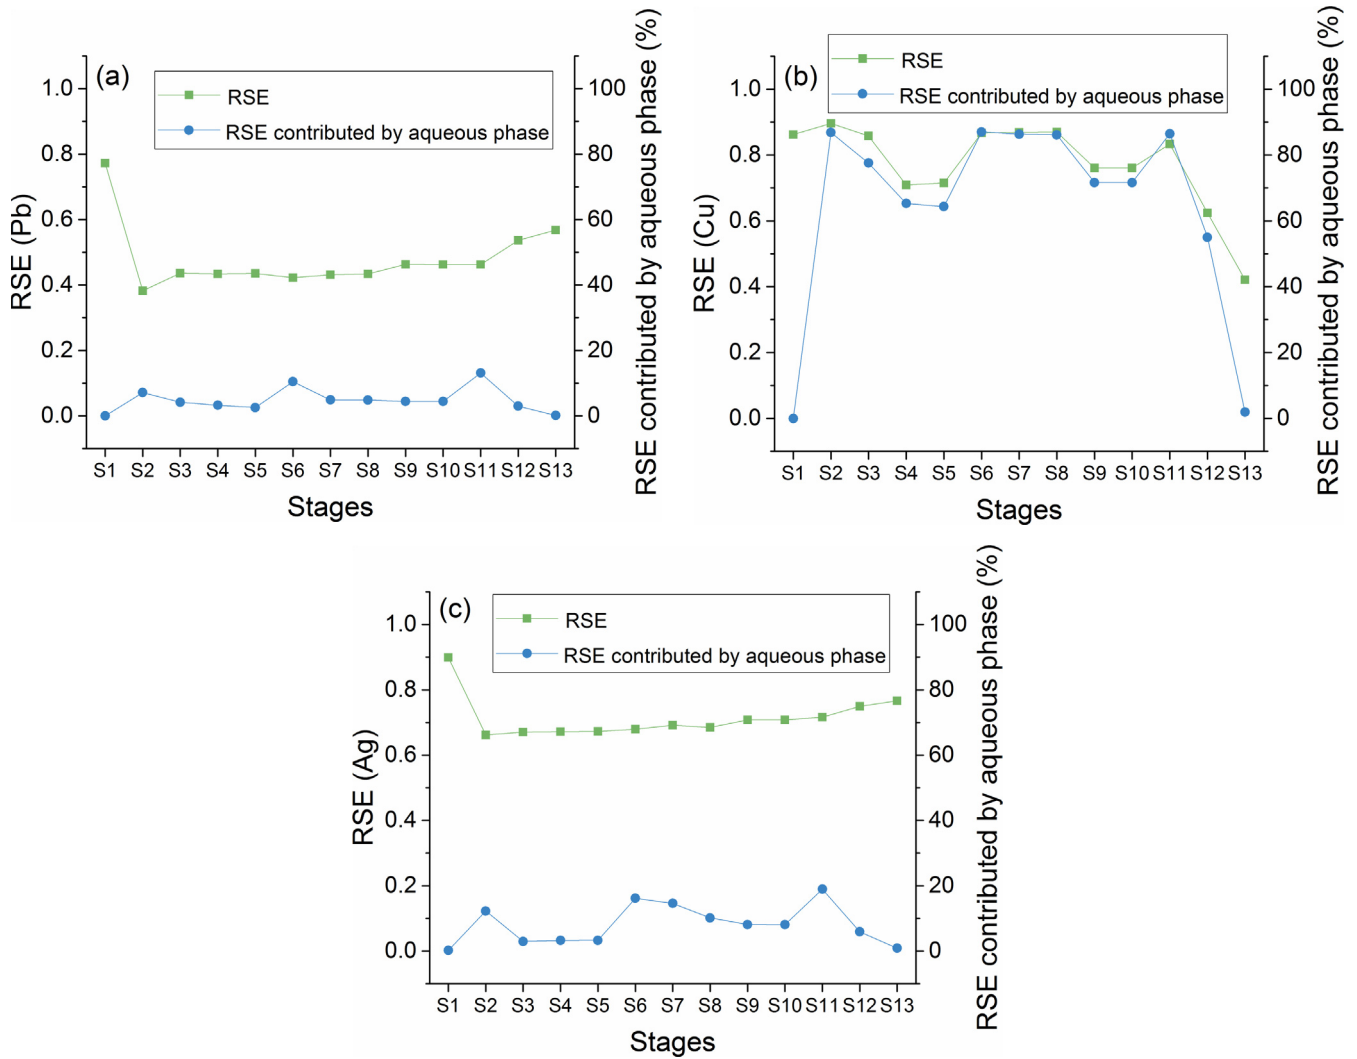 (a)
RSE
RSE contributed by aqueous phase
1.0
0.8
0.6
0.4
0.2
0.0
RSE (Pb)
100
80
60
40
20
0
RSE contributed by aqueous phase (%)
S1 S2 S3 S4 S5 S6 S7 S8 S9 S10 S11 S12 S13
Stages
(b)
RSE
RSE contributed by aqueous phase
1.0
0.8
0.6
0.4
0.2
0.0
RSE (Cu)
100
80
60
40
20
0
RSE contributed by aqueous phase (%)
S1 S2 S3 S4 S5 S6 S7 S8 S9 S10 S11 S12 S13
Stages
(c)
RSE
RSE contributed by aqueous phase
1.0
0.8
0.6
0.4
0.2
0.0
RSE (Ag)
100
80
60
40
20
0
RSE contributed by aqueous phase (%)
S1 S2 S3 S4 S5 S6 S7 S8 S9 S10 S11 S12 S13
Stages